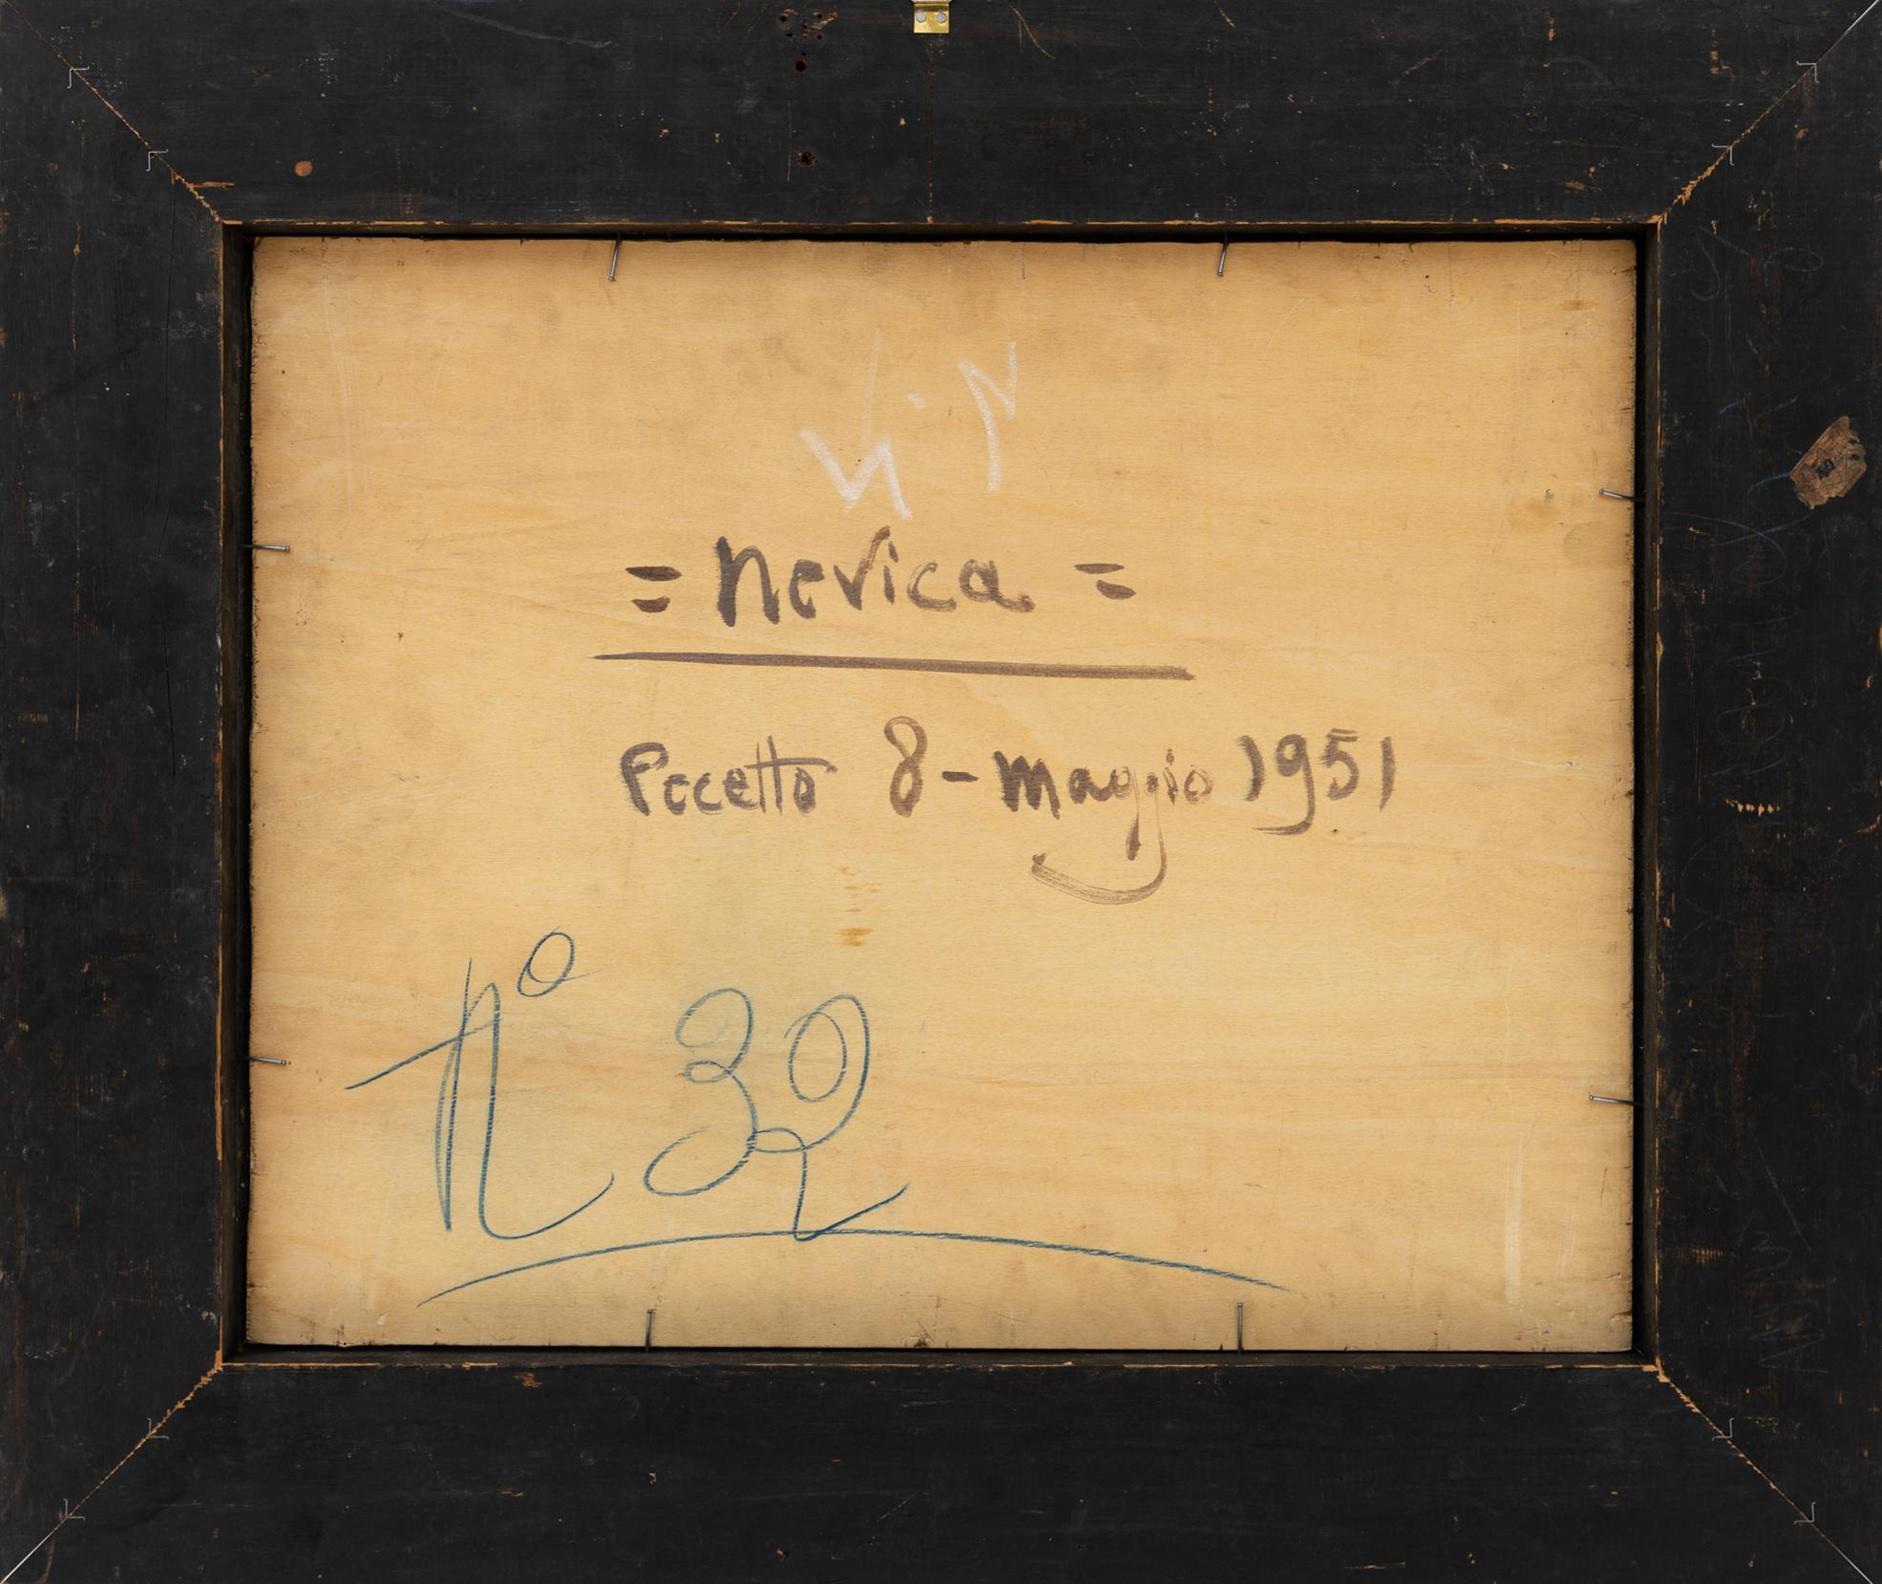 = nevica =
Pecetto 8 - maggio 1951
n° 32